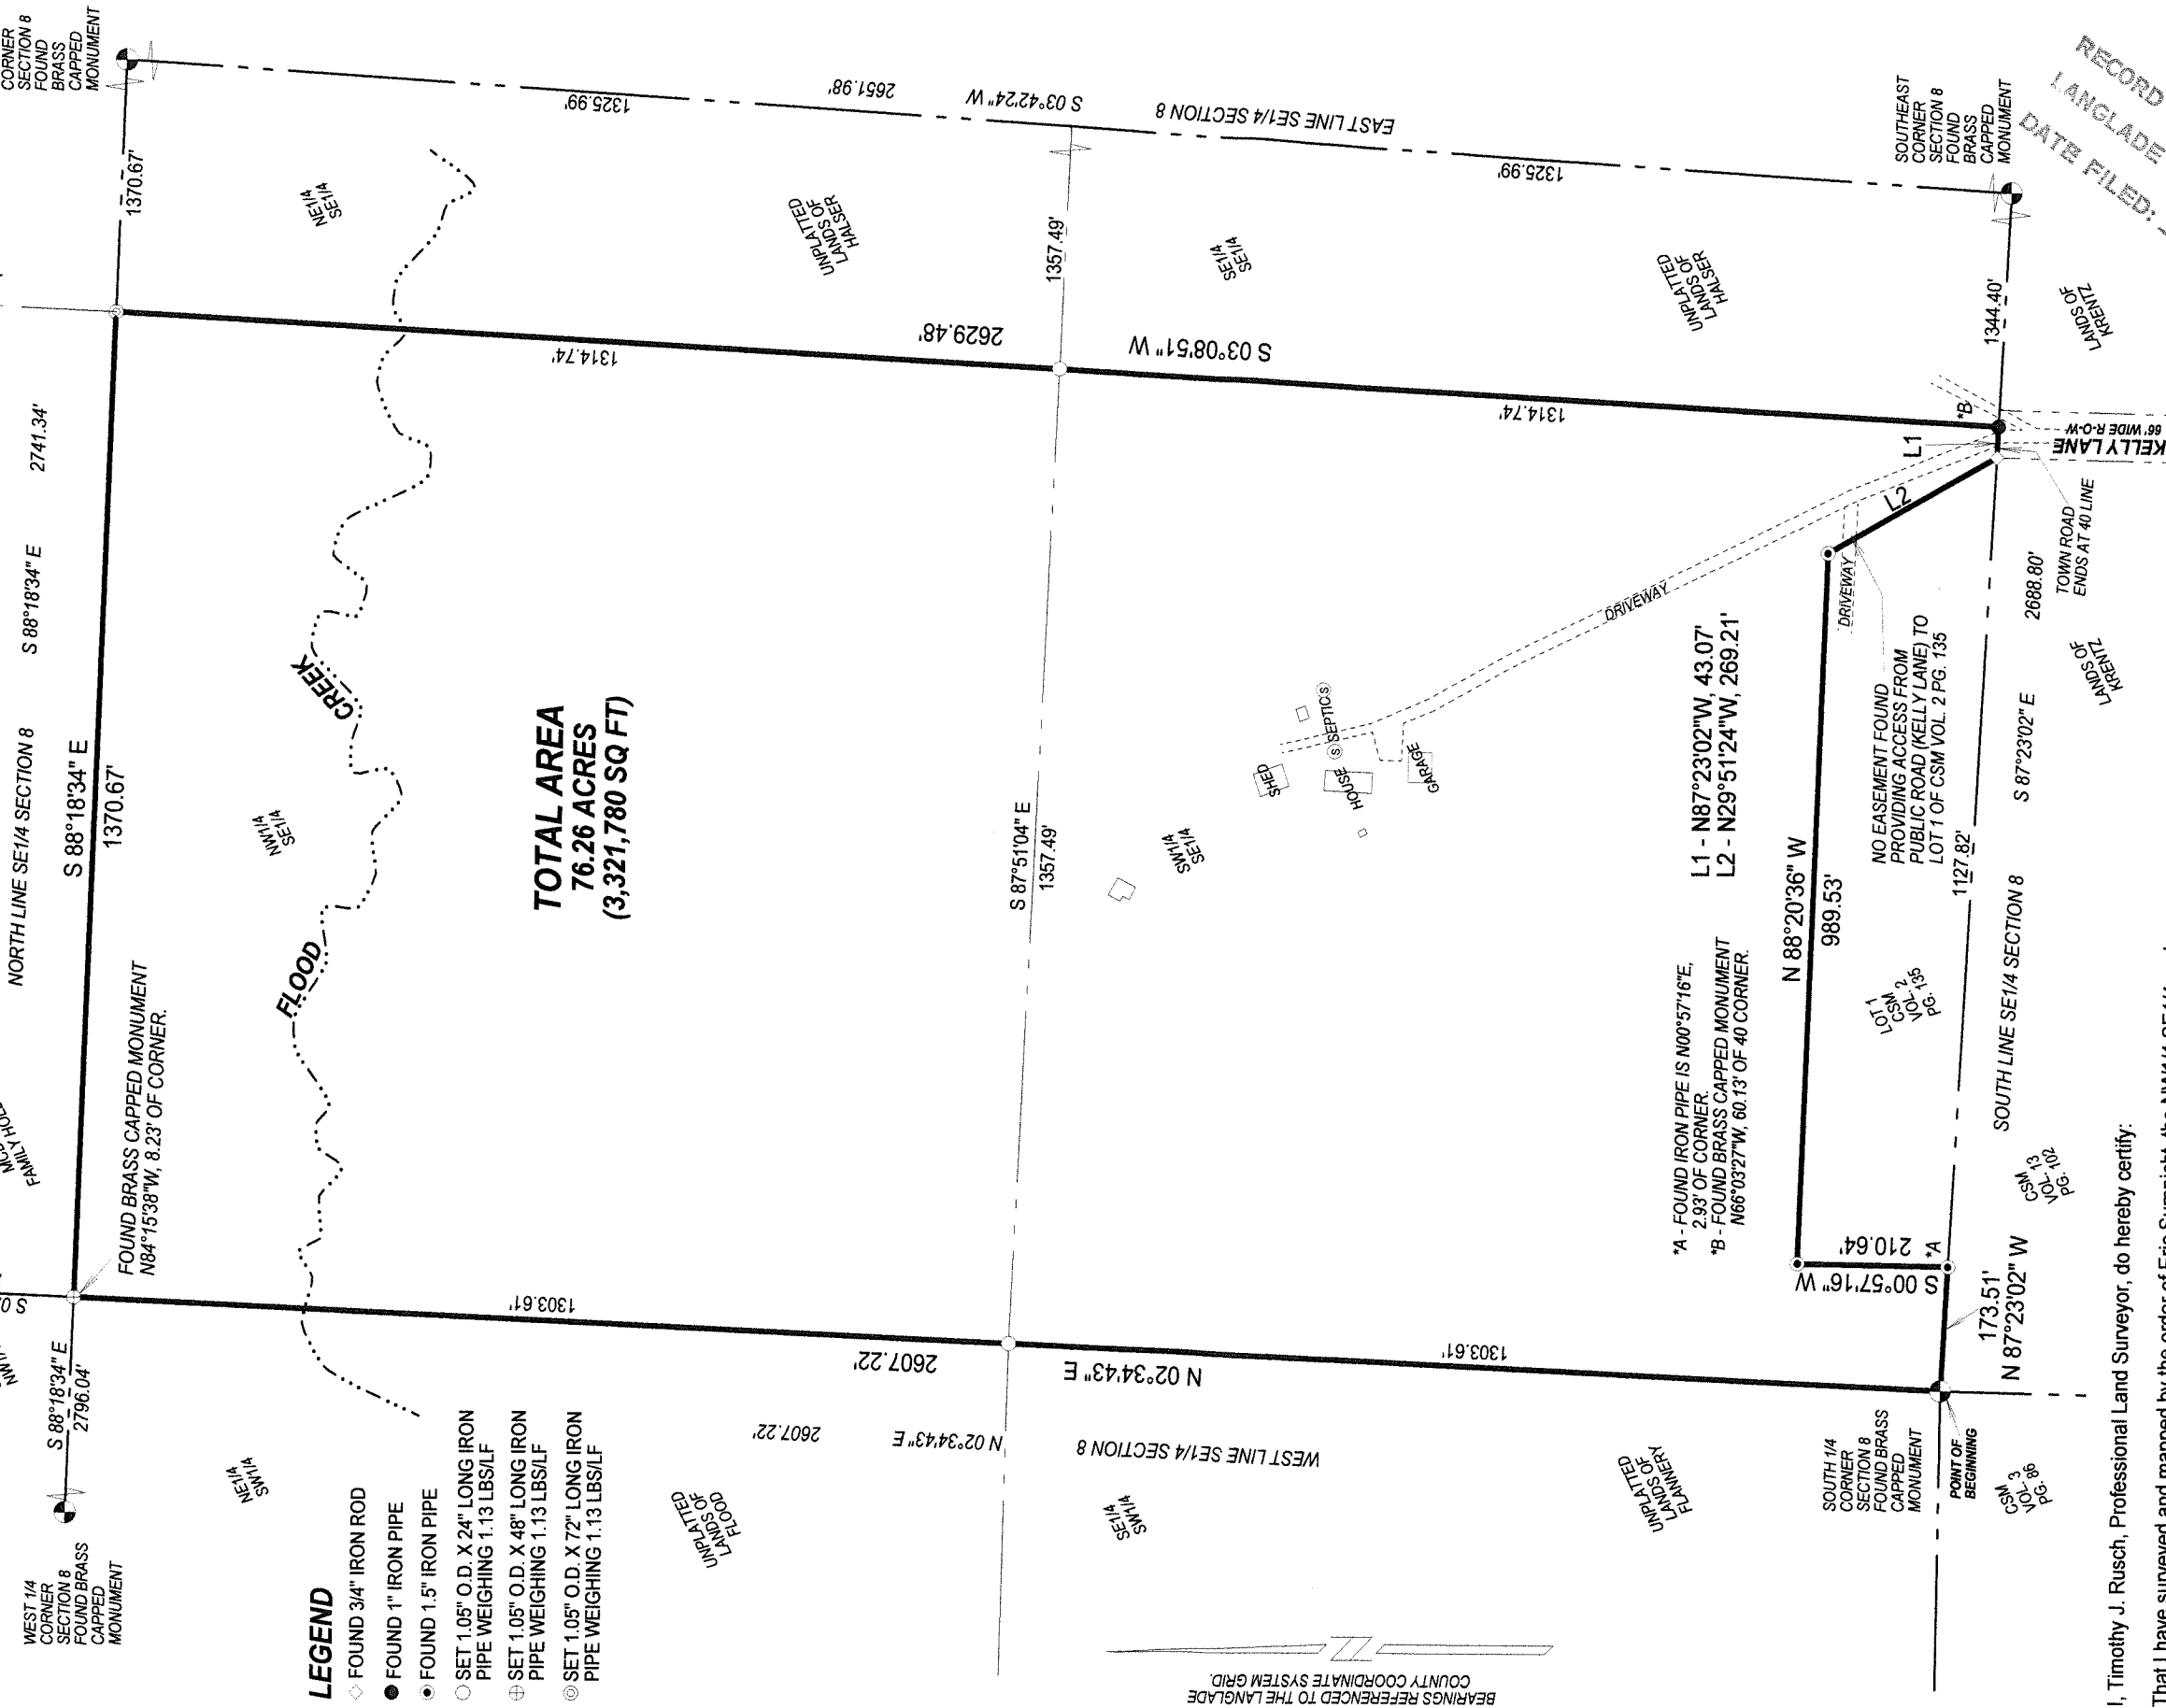 CORNER
SECTION 8
FOUND
BRASS
CAPPED
MONUMENT
1370.67'
NORTH LINE SE1/4 SECTION 8
S 88°18'34" E
2741.34'
S 88°18'34" E
1370.67'
FAMILY
FOUND BRASS CAPPED MONUMENT
N84°15'38"W, 8.23' OF CORNER.
S 88°18'34" E
2796.04'
WEST 1/4
CORNER
SECTION 8
FOUND BRASS
CAPPED
MONUMENT
NE1/4
SE1/4
1325.99'
2651.98'
S 03°42'24" W
EAST LINE SE1/4 SECTION 8
1325.99'
UNPLATTED
LANDS OF
HALSER
1357.49'
SE1/4
SE1/4
UNPLATTED
LANDS OF
HALSER
SOUTHEAST
CORNER
SECTION 8
FOUND
BRASS
CAPPED
MONUMENT
RECORD
LANGLADE
DATE FILED:
1314.74'
2629.48'
S 03°08'51" W
1314.74'
FLOOD
CREEK
NW1/4
SE1/4
TOTAL AREA
76.26 ACRES
(3,321,780 SQ FT)
S 87°51'04" E
1357.49'
SW1/4
SE1/4
SHED
HOUSE
GARAGE
S SEPTIC S
DRIVEWAY
DRIVEWAY
1303.61'
2607.22'
N 02°34'43" E
1303.61'
2607.22'
N 02°34'43" E
WEST LINE SE1/4 SECTION 8
NE1/4
SW1/4
UNPLATTED
LANDS OF
FLOOD
SE1/4
SW1/4
UNPLATTED
LANDS OF
FLANNERY
LEGEND
FOUND 3/4" IRON ROD
FOUND 1" IRON PIPE
FOUND 1.5" IRON PIPE
SET 1.05" O.D. X 24" LONG IRON
PIPE WEIGHING 1.13 LBS/LF
SET 1.05" O.D. X 48" LONG IRON
PIPE WEIGHING 1.13 LBS/LF
SET 1.05" O.D. X 72" LONG IRON
PIPE WEIGHING 1.13 LBS/LF
BEARINGS REFERENCED TO THE LANGLADE
COUNTY COORDINATE SYSTEM GRID.
L1 - N87°23'02"W, 43.07'
L2 - N29°51'24"W, 269.21'
*A - FOUND IRON PIPE IS N00°57'16"E,
2.93' OF CORNER.
*B - FOUND BRASS CAPPED MONUMENT
N66°03'27"W, 60.13' OF 40 CORNER.
N 88°20'36" W
989.53'
L2
L1
*B
1344.40'
LANDS OF
KRENTZ
KELLY LANE
66' WIDE R-O-W
TOWN ROAD
ENDS AT 40 LINE
NO EASEMENT FOUND
PROVIDING ACCESS FROM
PUBLIC ROAD (KELLY LANE) TO
LOT 1 OF CSM VOL. 2 PG. 135
LOT 1
CSM
VOL. 2
PG. 135
S 00°57'16" W
210.64'
*A
1127.82'
SOUTH LINE SE1/4 SECTION 8
S 87°23'02" E
2688.80'
LANDS OF
KRENTZ
CSM
VOL. 13
PG. 102
173.51'
N 87°23'02" W
SOUTH 1/4
CORNER
SECTION 8
FOUND BRASS
CAPPED
MONUMENT
POINT OF
BEGINNING
CSM
VOL. 3
PG. 86
I, Timothy J. Rusch, Professional Land Surveyor, do hereby certify:
That I have surveyed and mapped by the order of Eric